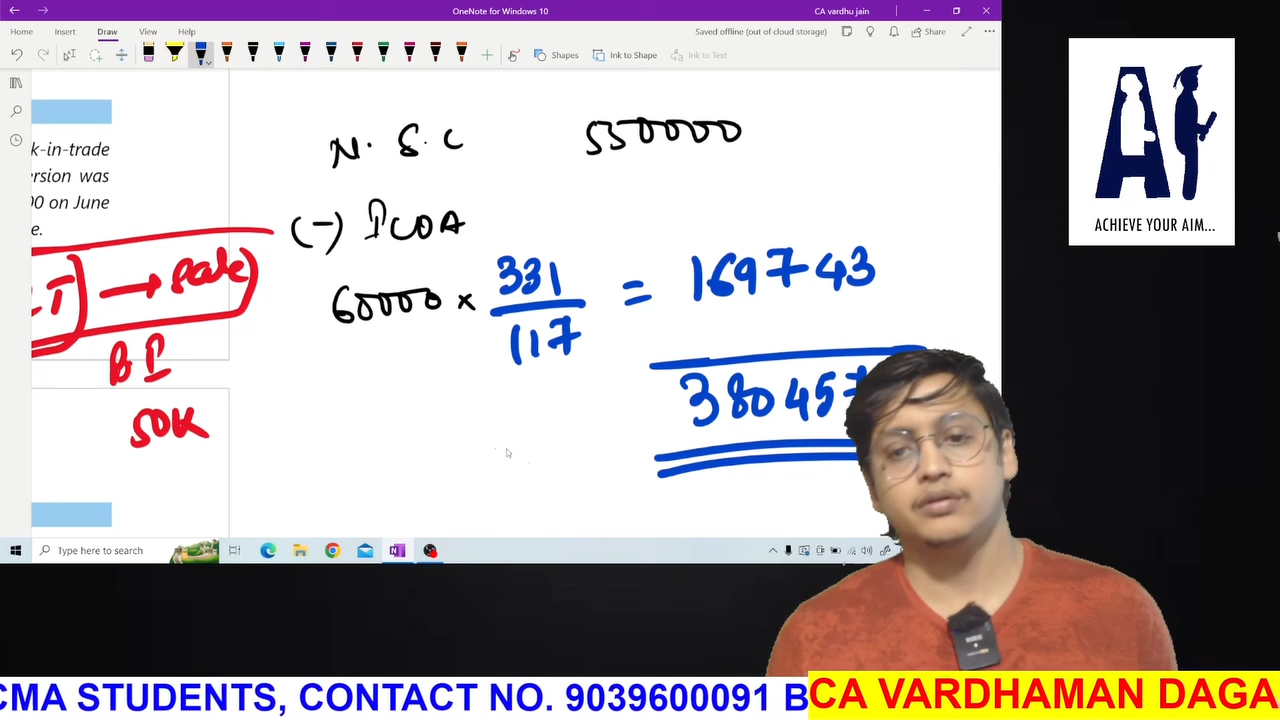 OneNote for Windows 10
CA vardhu jain
Home Insert Draw View Help
Saved offline (out of cloud storage) Share
Shapes Ink to Shape Ink to Text
k-in-trade
ersion was
00 on June
e.
N. S. C 550000
(-) ICOA
60000 × 331/117 = 169743
38045
T] → Sale)
B I
50K
Type here to search
ACHIEVE YOUR AIM...
CMA STUDENTS, CONTACT NO. 9039600091 B
CA VARDHAMAN DAGA